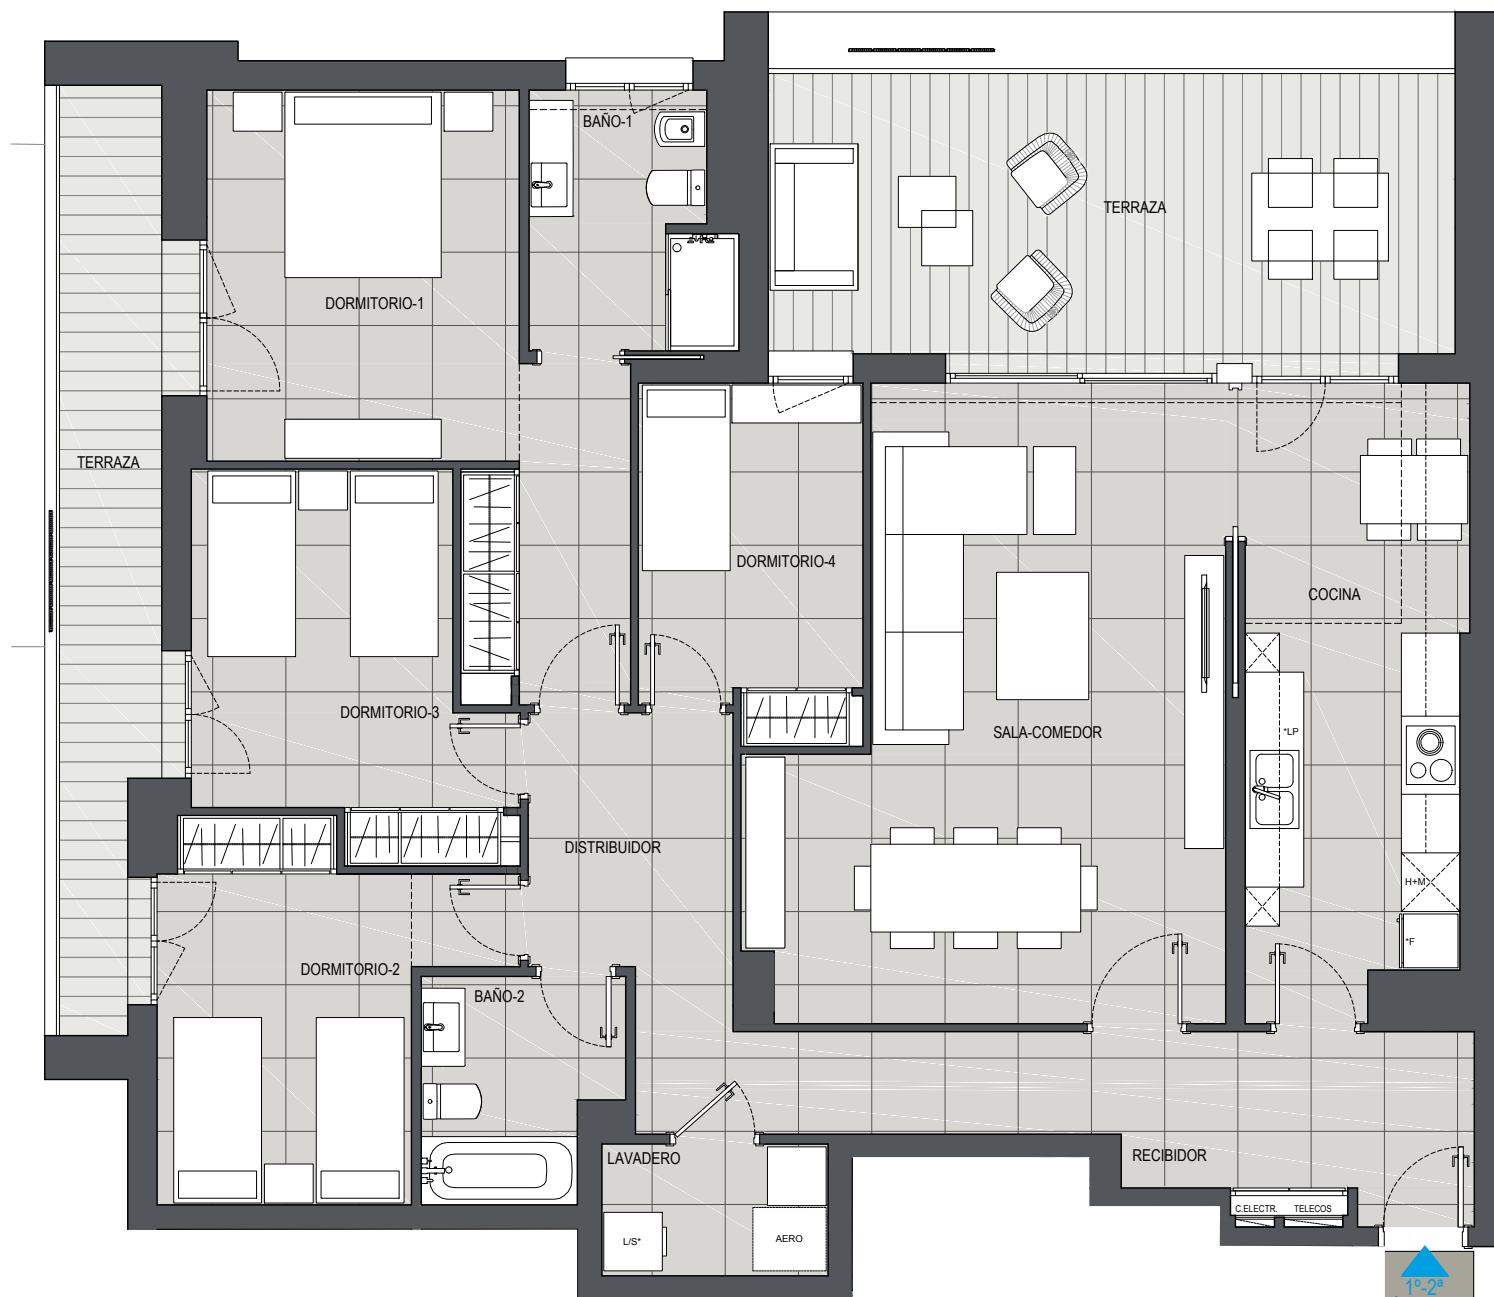 BAÑO-1
TERRAZA
DORMITORIO-1
TERRAZA
DORMITORIO-4
COCINA
DORMITORIO-3
SALA-COMEDOR
*LP
DISTRIBUIDOR
H+M
*F
DORMITORIO-2
BAÑO-2
LAVADERO
RECIBIDOR
C.ELECTR. TELECOS
L/S*
AERO
1º-2ª